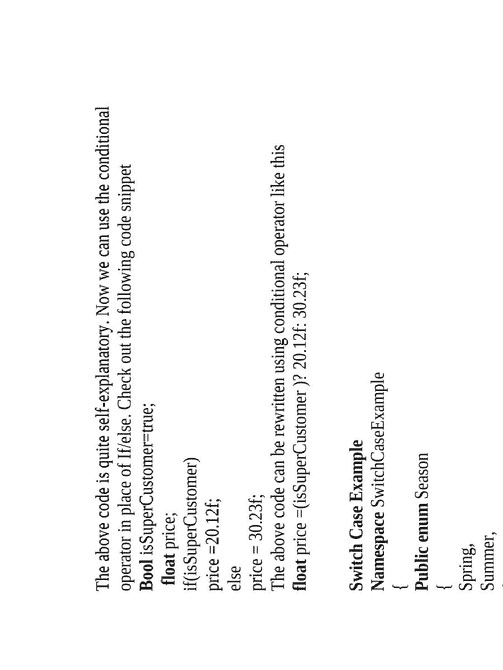 The above code is quite self-explanatory. Now we can use the conditional
operator in place of If/else. Check out the following code snippet
Bool isSuperCustomer=true;
float price;
if(isSuperCustomer)
price =20.12f;
else
price = 30.23f;
The above code can be rewritten using conditional operator like this
float price =(isSuperCustomer )? 20.12f: 30.23f;
Switch Case Example
Namespace SwitchCaseExample
{
Public enum Season
{
Spring,
Summer,